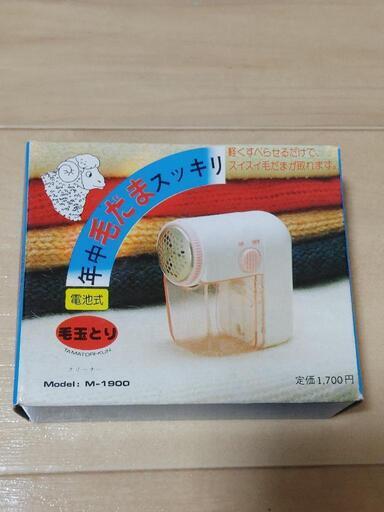 軽くすべらせるだけで、
スイスイ毛だまが取れます。
年中毛だまスッキリ
電池式
毛玉とり
TAMATORI-KUN
クリーナー
Model: M-1900
定価1,700円
ON OFF